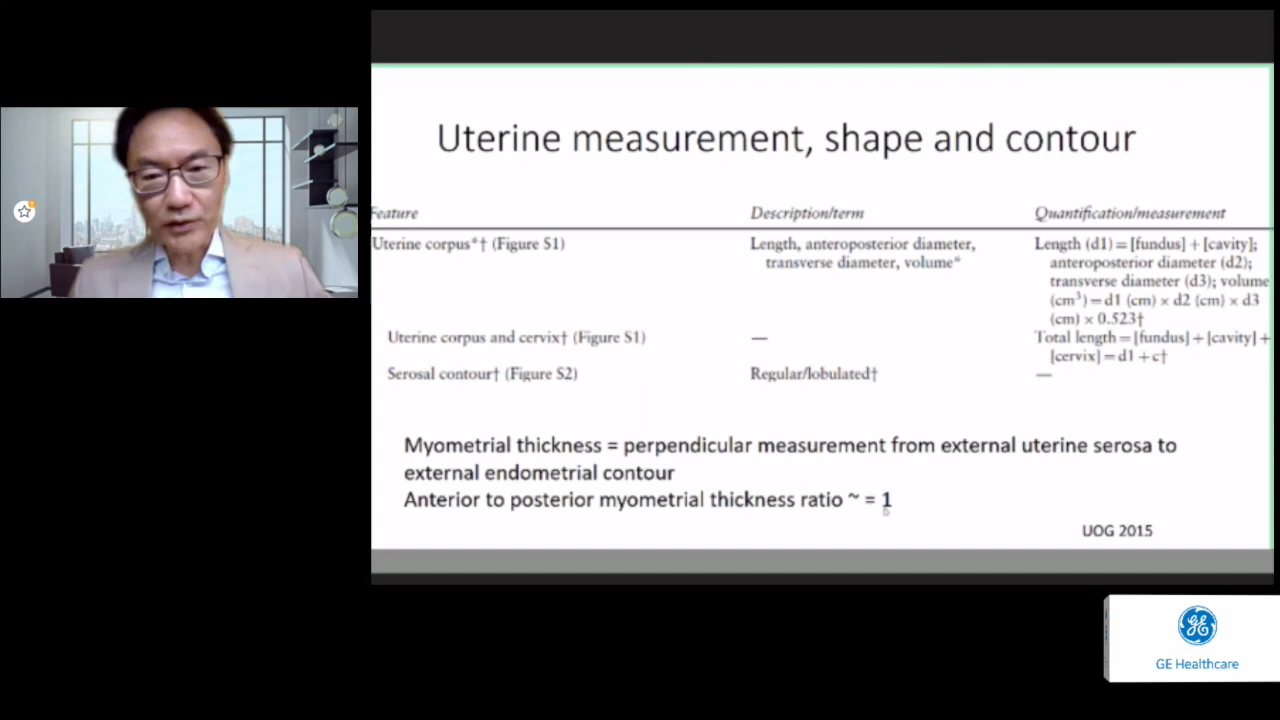 Uterine measurement, shape and contour
Feature Description/term Quantification/measurement
Uterine corpus*† (Figure S1) Length, anteroposterior diameter, Length (d1) = [fundus] + [cavity];
transverse diameter, volume* anteroposterior diameter (d2);
transverse diameter (d3); volume
(cm³) = d1 (cm) × d2 (cm) × d3
(cm) × 0.523†
Uterine corpus and cervix† (Figure S1) — Total length = [fundus] + [cavity] +
[cervix] = d1 + c†
Serosal contour† (Figure S2) Regular/lobulated† —
Myometrial thickness = perpendicular measurement from external uterine serosa to
external endometrial contour
Anterior to posterior myometrial thickness ratio ~ = 1
UOG 2015
GE
GE Healthcare